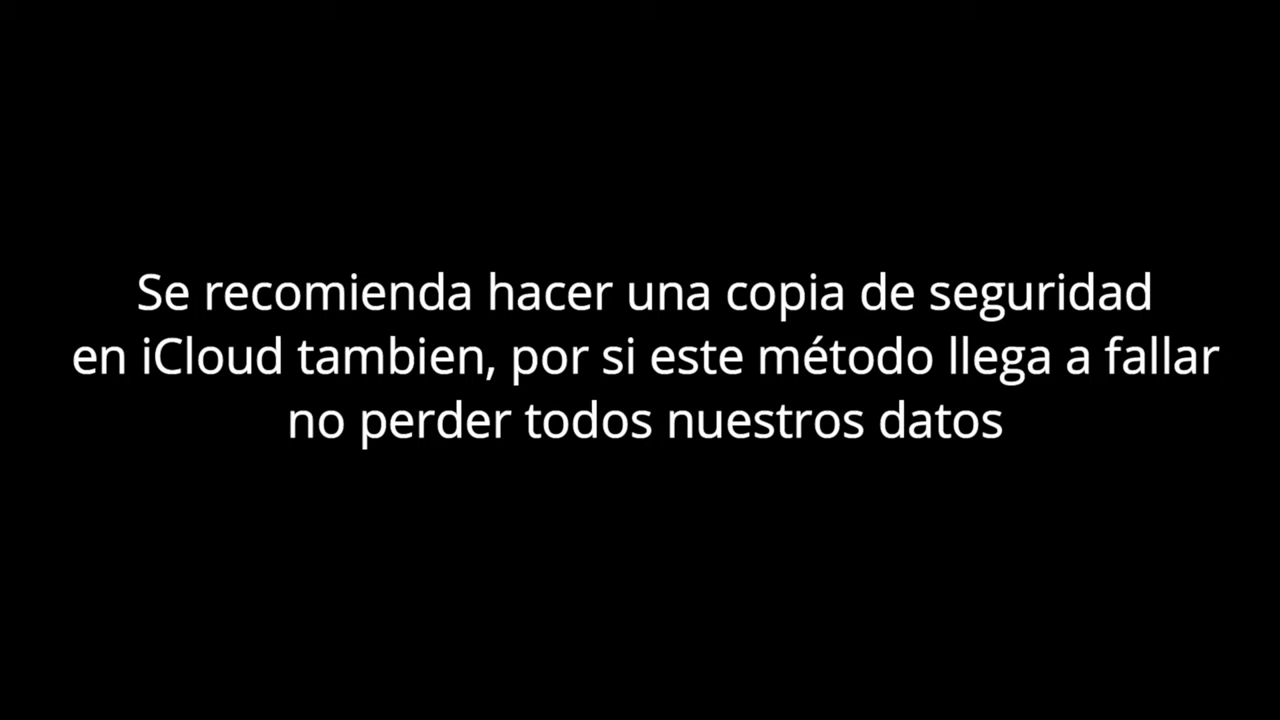 Se recomienda hacer una copia de seguridad
en iCloud tambien, por si este método llega a fallar
no perder todos nuestros datos